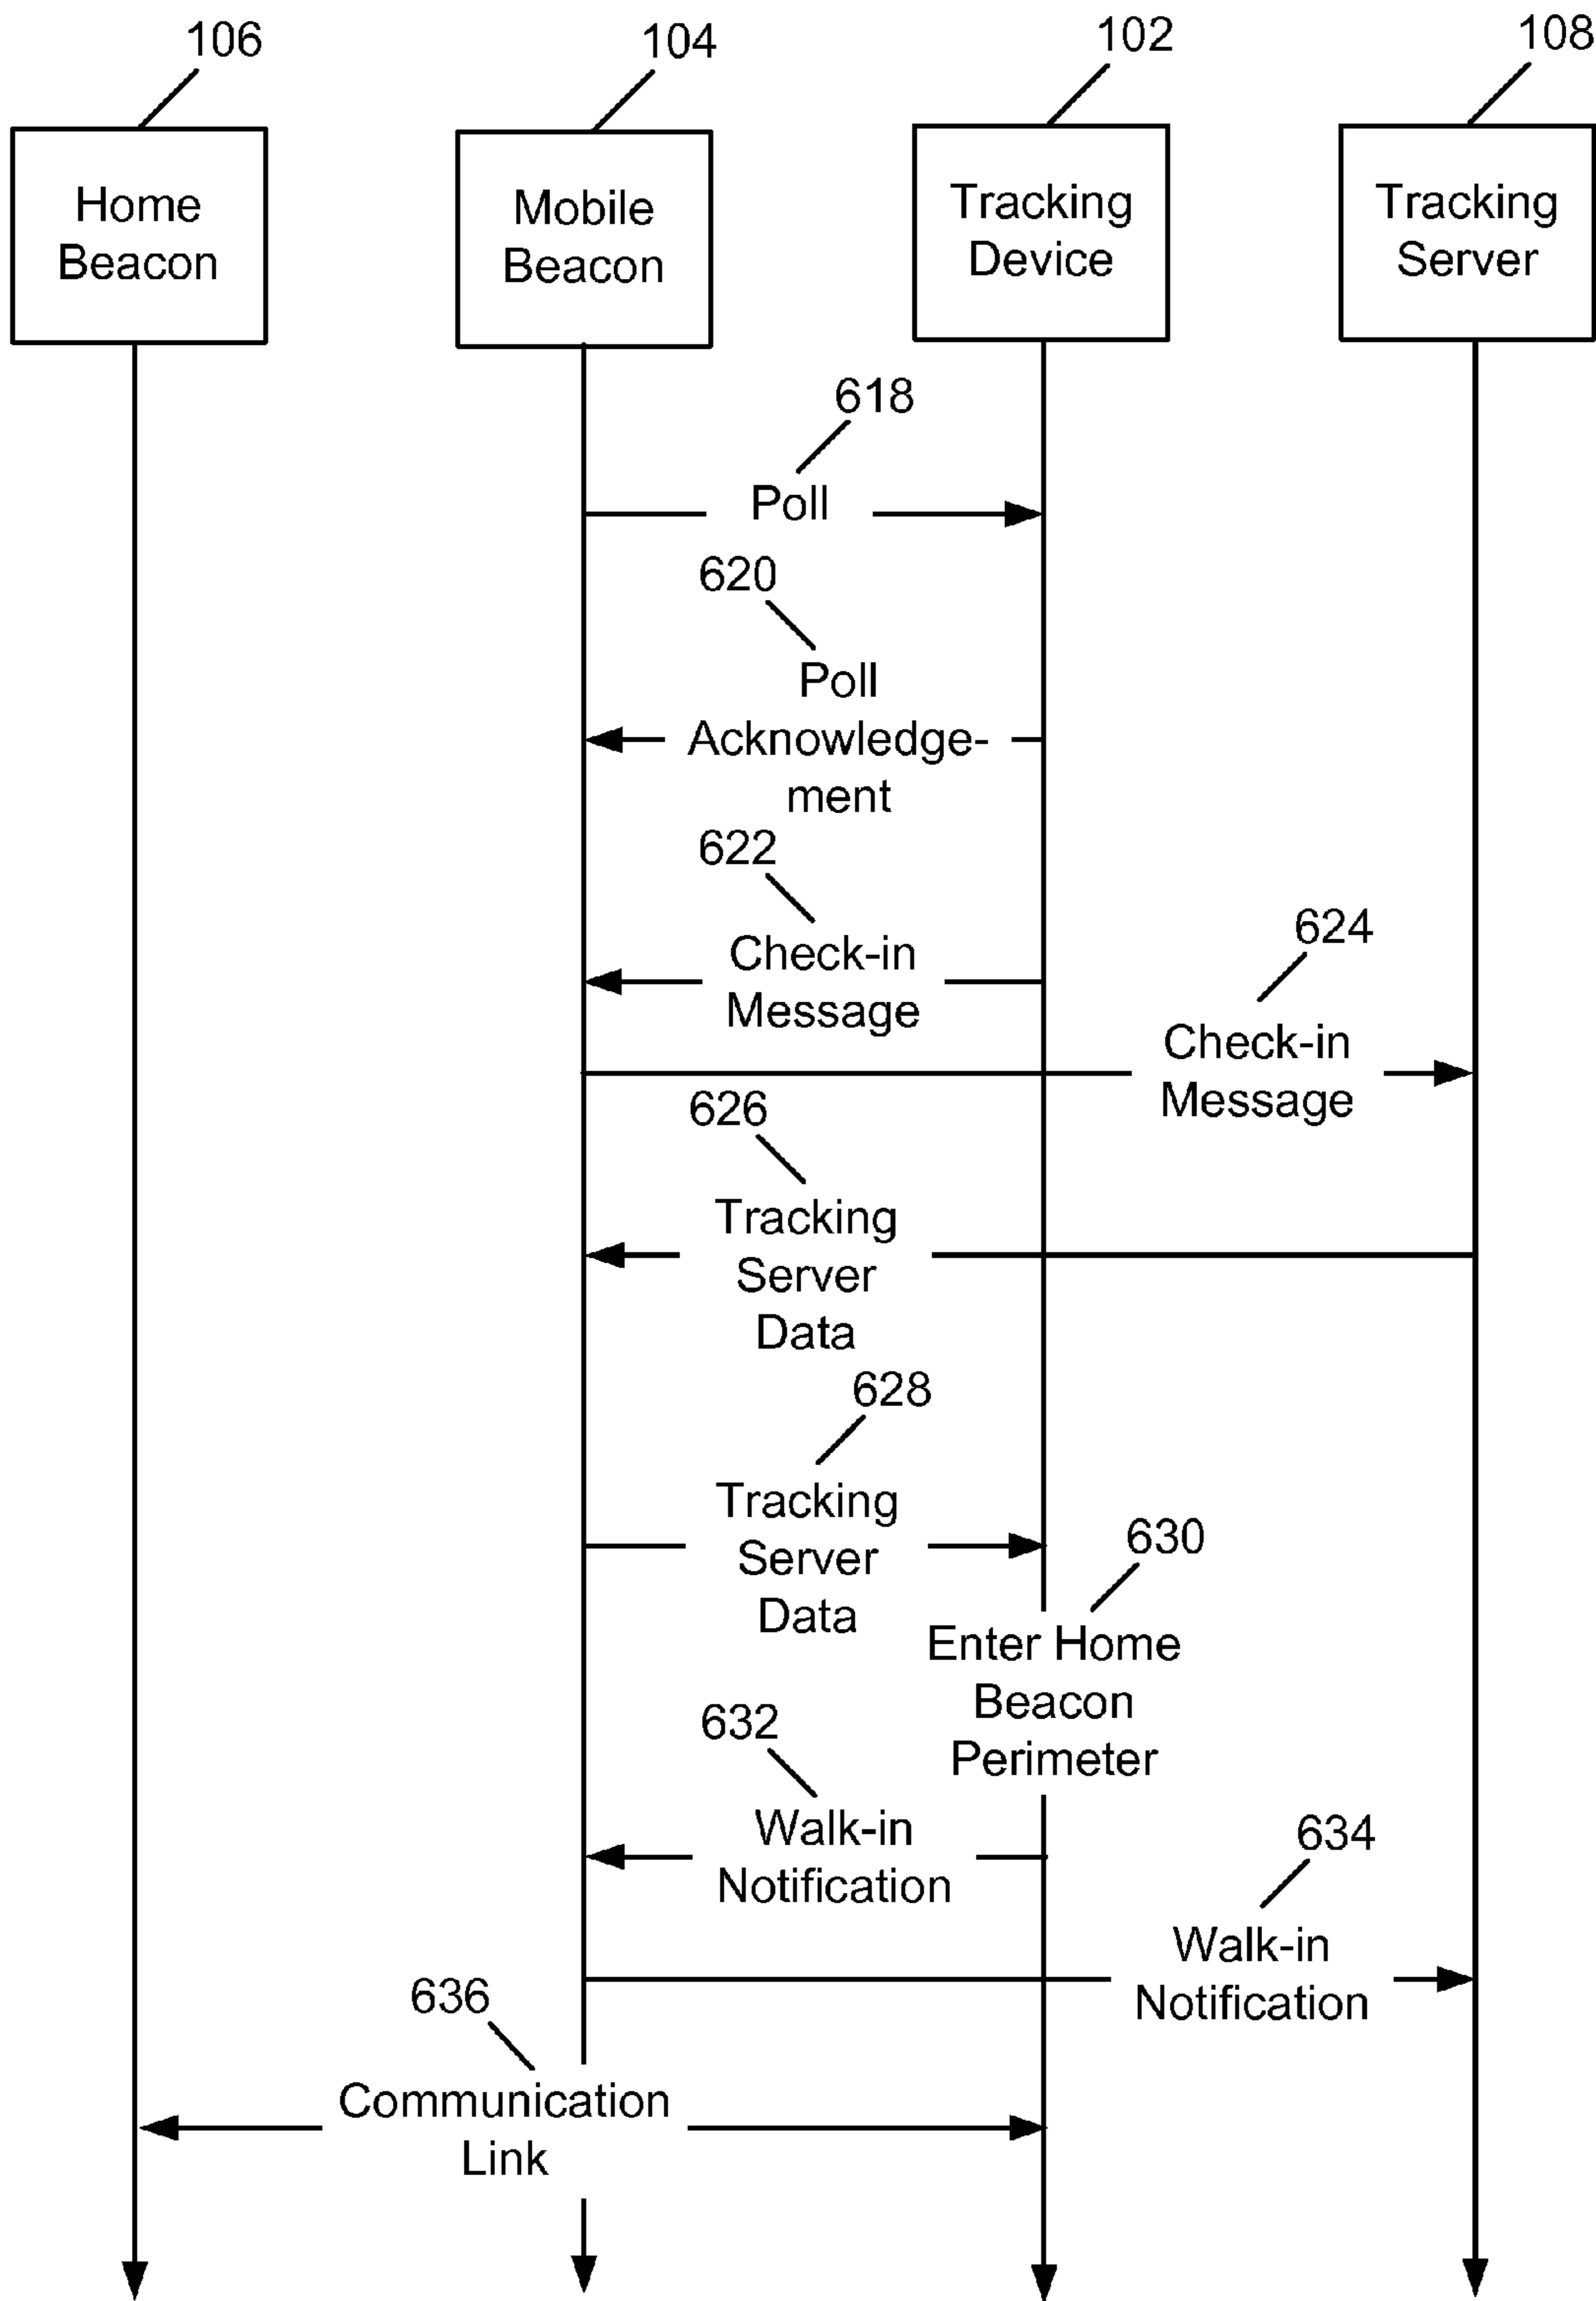 106
104
102
108
Home
Beacon
Mobile
Beacon
Tracking
Device
Tracking
Server
618
Poll
620
Poll
Acknowledge-
ment
622
Check-in
Message
624
Check-in
Message
626
Tracking
Server
Data
628
Tracking
Server
Data
630
Enter Home
Beacon
Perimeter
632
Walk-in
Notification
634
Walk-in
Notification
636
Communication
Link